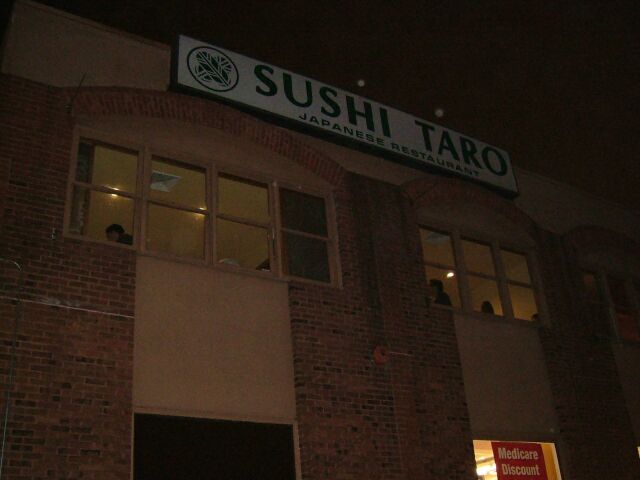 SUSHI TARO
JAPANESE RESTAURANT
Medicare
Discount